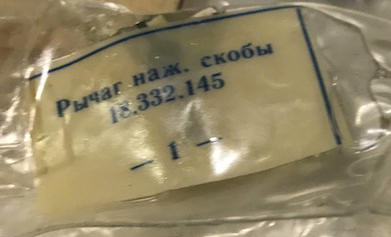 Рычаг наж. скобы
18.332.145
— 1 —